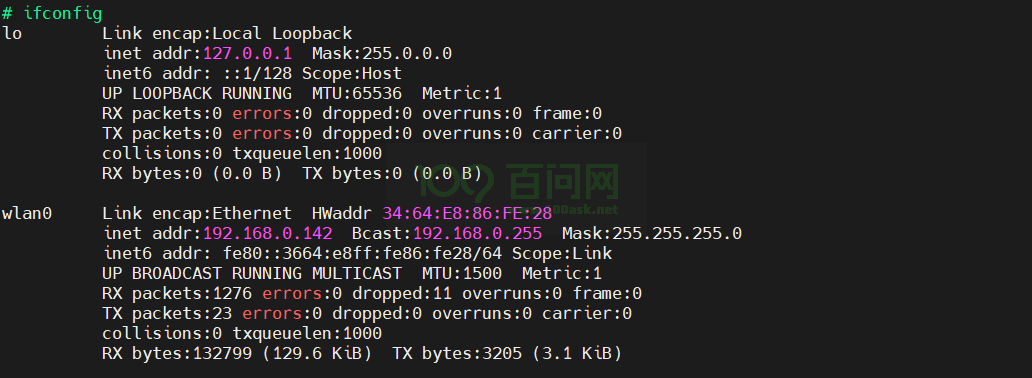 # ifconfig
lo Link encap:Local Loopback
inet addr:127.0.0.1 Mask:255.0.0.0
inet6 addr: ::1/128 Scope:Host
UP LOOPBACK RUNNING MTU:65536 Metric:1
RX packets:0 errors:0 dropped:0 overruns:0 frame:0
TX packets:0 errors:0 dropped:0 overruns:0 carrier:0
collisions:0 txqueuelen:1000
RX bytes:0 (0.0 B) TX bytes:0 (0.0 B)
百问网
wlan0 Link encap:Ethernet HWaddr 34:64:E8:86:FE:28
inet addr:192.168.0.142 Bcast:192.168.0.255 Mask:255.255.255.0
inet6 addr: fe80::3664:e8ff:fe86:fe28/64 Scope:Link
UP BROADCAST RUNNING MULTICAST MTU:1500 Metric:1
RX packets:1276 errors:0 dropped:11 overruns:0 frame:0
TX packets:23 errors:0 dropped:0 overruns:0 carrier:0
collisions:0 txqueuelen:1000
RX bytes:132799 (129.6 KiB) TX bytes:3205 (3.1 KiB)